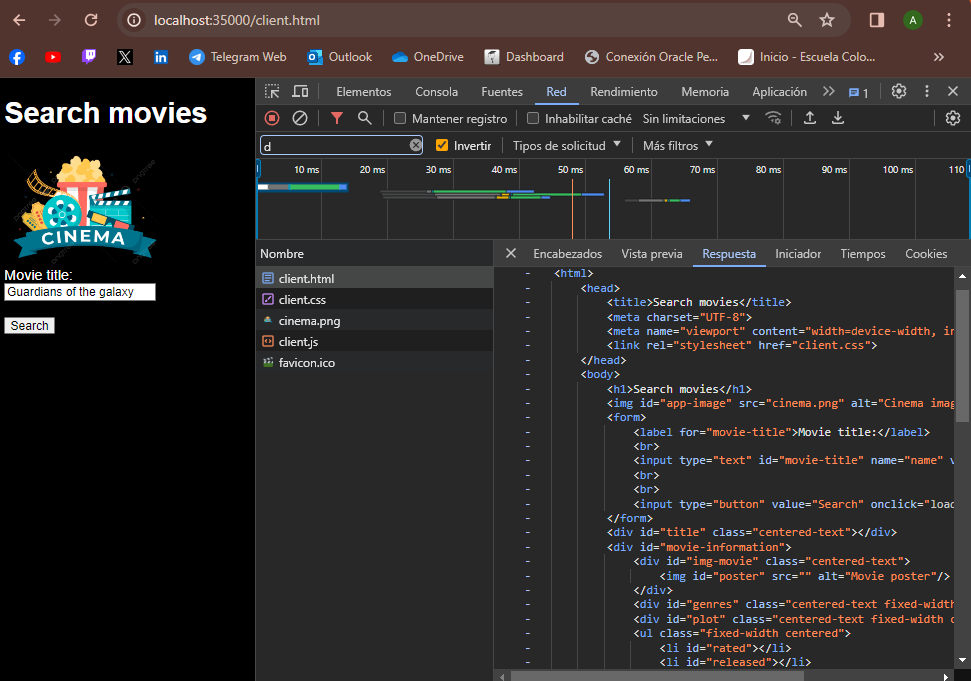 localhost:35000/client.html
A
Telegram Web
Outlook
OneDrive
Dashboard
Conexión Oracle Pe...
Inicio - Escuela Colo...
Search movies
CINEMA
Movie title:
Guardians of the galaxy
Search
Elementos Consola Fuentes Red Rendimiento Memoria Aplicación 1
Mantener registro Inhabilitar caché Sin limitaciones
d Invertir Tipos de solicitud Más filtros
10 ms 20 ms 30 ms 40 ms 50 ms 60 ms 70 ms 80 ms 90 ms 100 ms 110
Nombre
client.html
client.css
cinema.png
client.js
favicon.ico
Encabezados Vista previa Respuesta Iniciador Tiempos Cookies
- <html>
- <head>
- <title>Search movies</title>
- <meta charset="UTF-8">
- <meta name="viewport" content="width=device-width, in
- <link rel="stylesheet" href="client.css">
- </head>
- <body>
- <h1>Search movies</h1>
- <img id="app-image" src="cinema.png" alt="Cinema imag
- <form>
- <label for="movie-title">Movie title:</label>
- <br>
- <input type="text" id="movie-title" name="name" v
- <br>
- <br>
- <input type="button" value="Search" onclick="load
- </form>
- <div id="title" class="centered-text"></div>
- <div id="movie-information">
- <div id="img-movie" class="centered-text">
- <img id="poster" src="" alt="Movie poster"/>
- </div>
- <div id="genres" class="centered-text fixed-width
- <div id="plot" class="centered-text fixed-width c
- <ul class="fixed-width centered">
- <li id="rated"></li>
- <li id="released"></li>